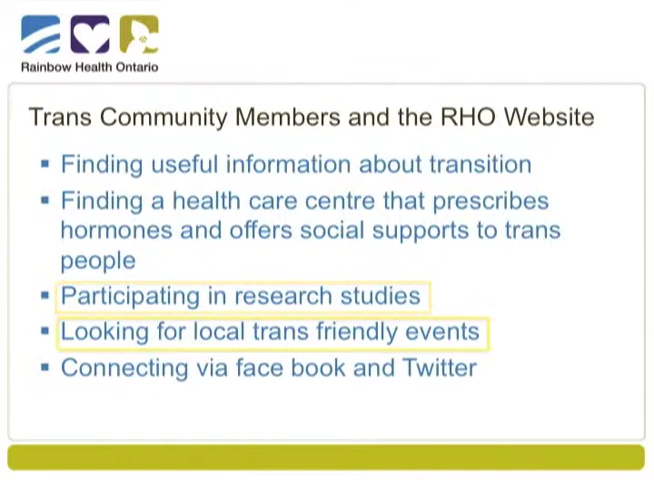 Rainbow Health Ontario
Trans Community Members and the RHO Website
Finding useful information about transition
Finding a health care centre that prescribes
hormones and offers social supports to trans
people
Participating in research studies
Looking for local trans friendly events
Connecting via face book and Twitter